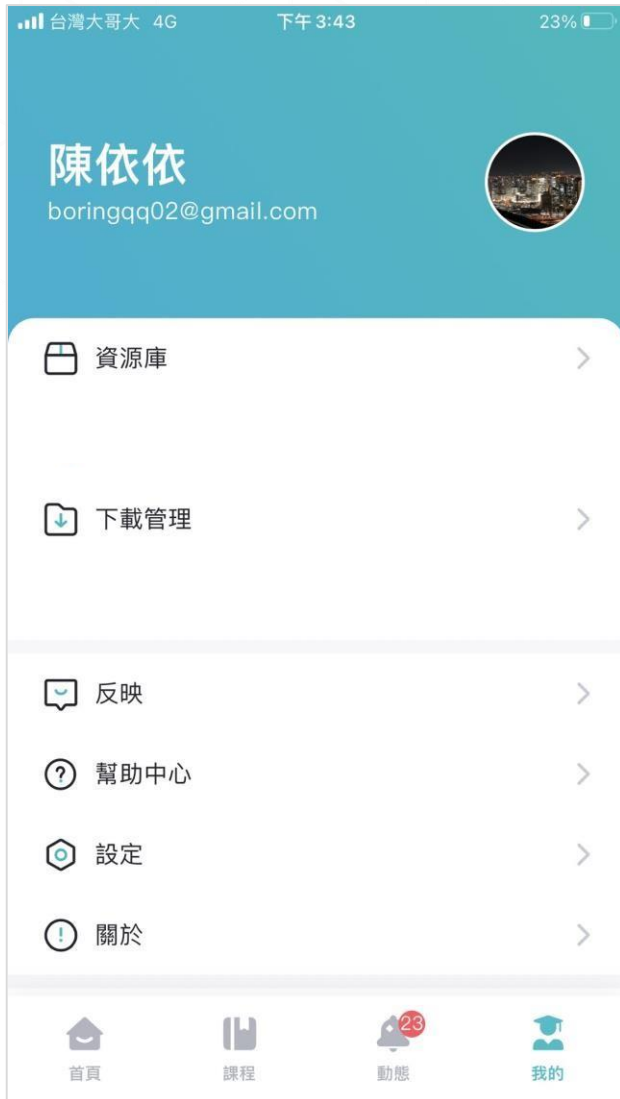 台灣大哥大 4G 下午 3:43 23%
陳依依
boringqq02@gmail.com
資源庫
下載管理
反映
幫助中心
設定
關於
23
首頁 課程 動態 我的